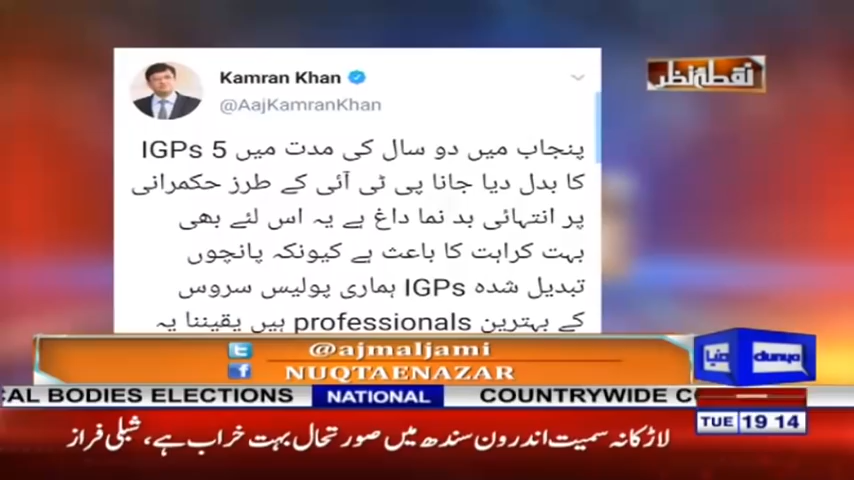 Kamran Khan
@AajKamranKhan
نقطۂ نظر
پنجاب میں دو سال کی مدت میں 5 IGPs
کا بدل دیا جانا پی ٹی آئی کے طرز حکمرانی
پر انتہائی بد نما داغ ہے یہ اس لئے بھی
بہت کراہت کا باعث ہے کیونکہ پانچوں
تبدیل شدہ IGPs ہماری پولیس سروس
کے بہترین professionals ہیں یقیننا یہ
@ajmaljami
NUQTAENAZAR
دنیا dunya
CAL BODIES ELECTIONS NATIONAL COUNTRYWIDE C
TUE 19 14
لاڑکانہ سمیت اندرون سندھ میں صورتحال بہت خراب ہے، شبلی فراز